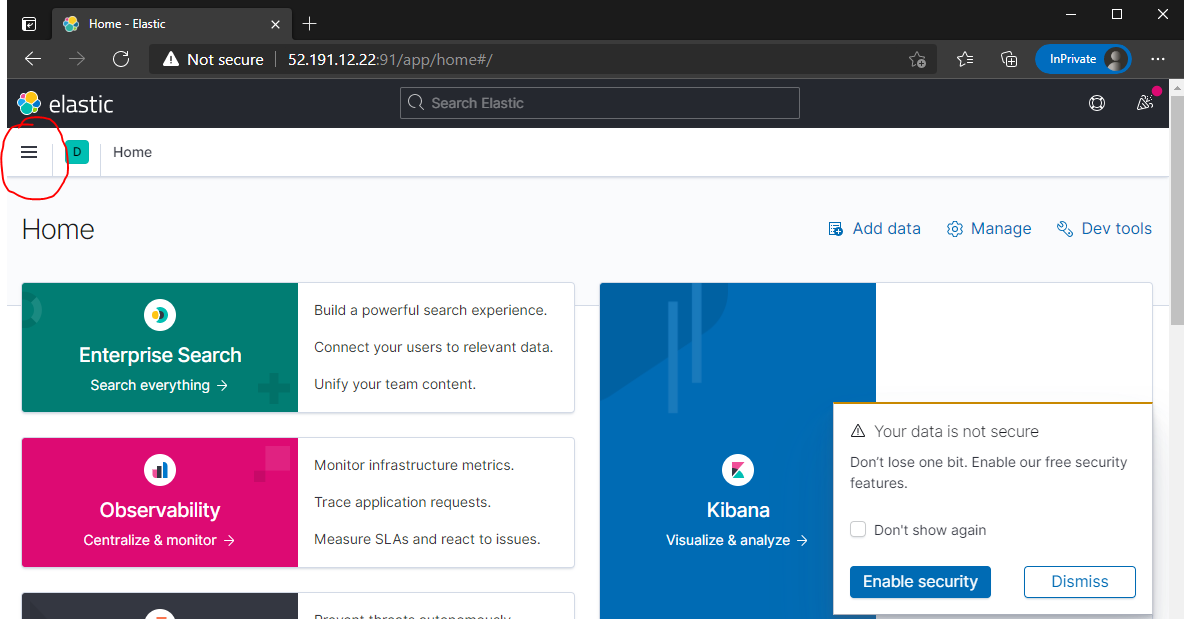 Home - Elastic
Not secure 52.191.12.22:91/app/home#/ InPrivate
elastic Search Elastic
D Home
Home Add data Manage Dev tools
Enterprise Search
Search everything →
Build a powerful search experience.
Connect your users to relevant data.
Unify your team content.
Observability
Centralize & monitor →
Monitor infrastructure metrics.
Trace application requests.
Measure SLAs and react to issues.
Kibana
Visualize & analyze →
Your data is not secure
Don't lose one bit. Enable our free security
features.
Don't show again
Enable security Dismiss
Prevent threats autonomously.